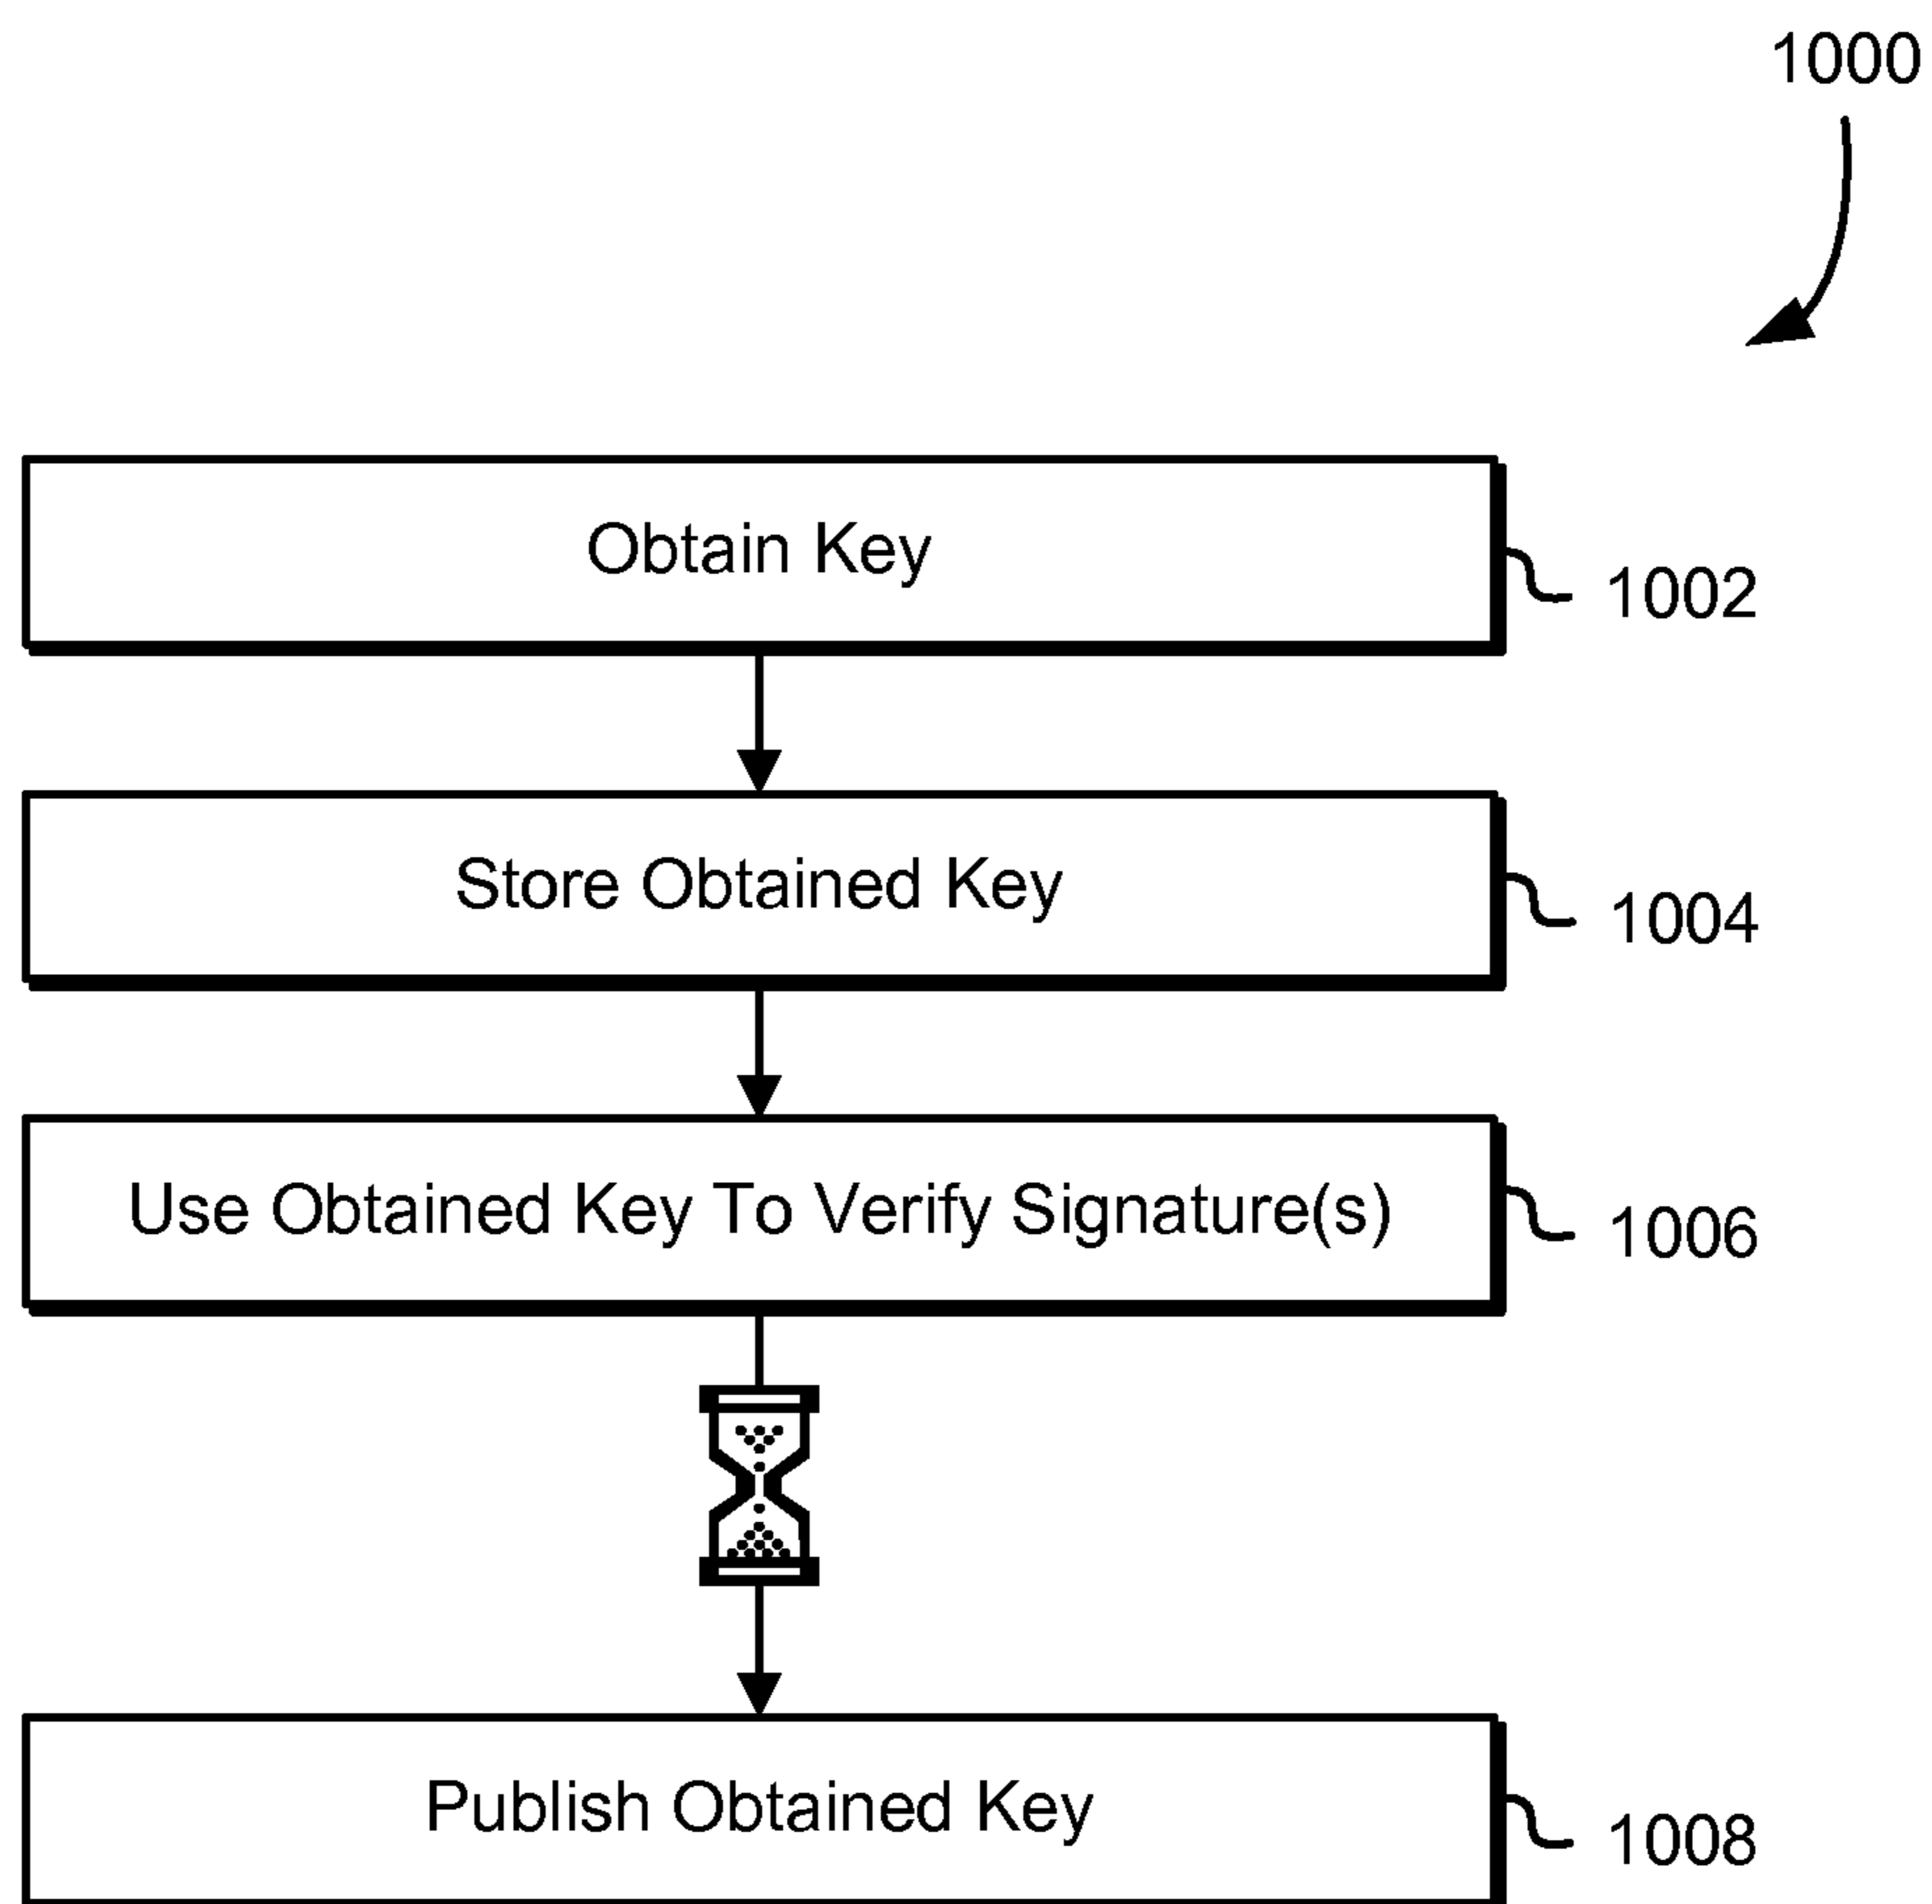 1000
Obtain Key
1002
Store Obtained Key
1004
Use Obtained Key To Verify Signature(s)
1006
Publish Obtained Key
1008